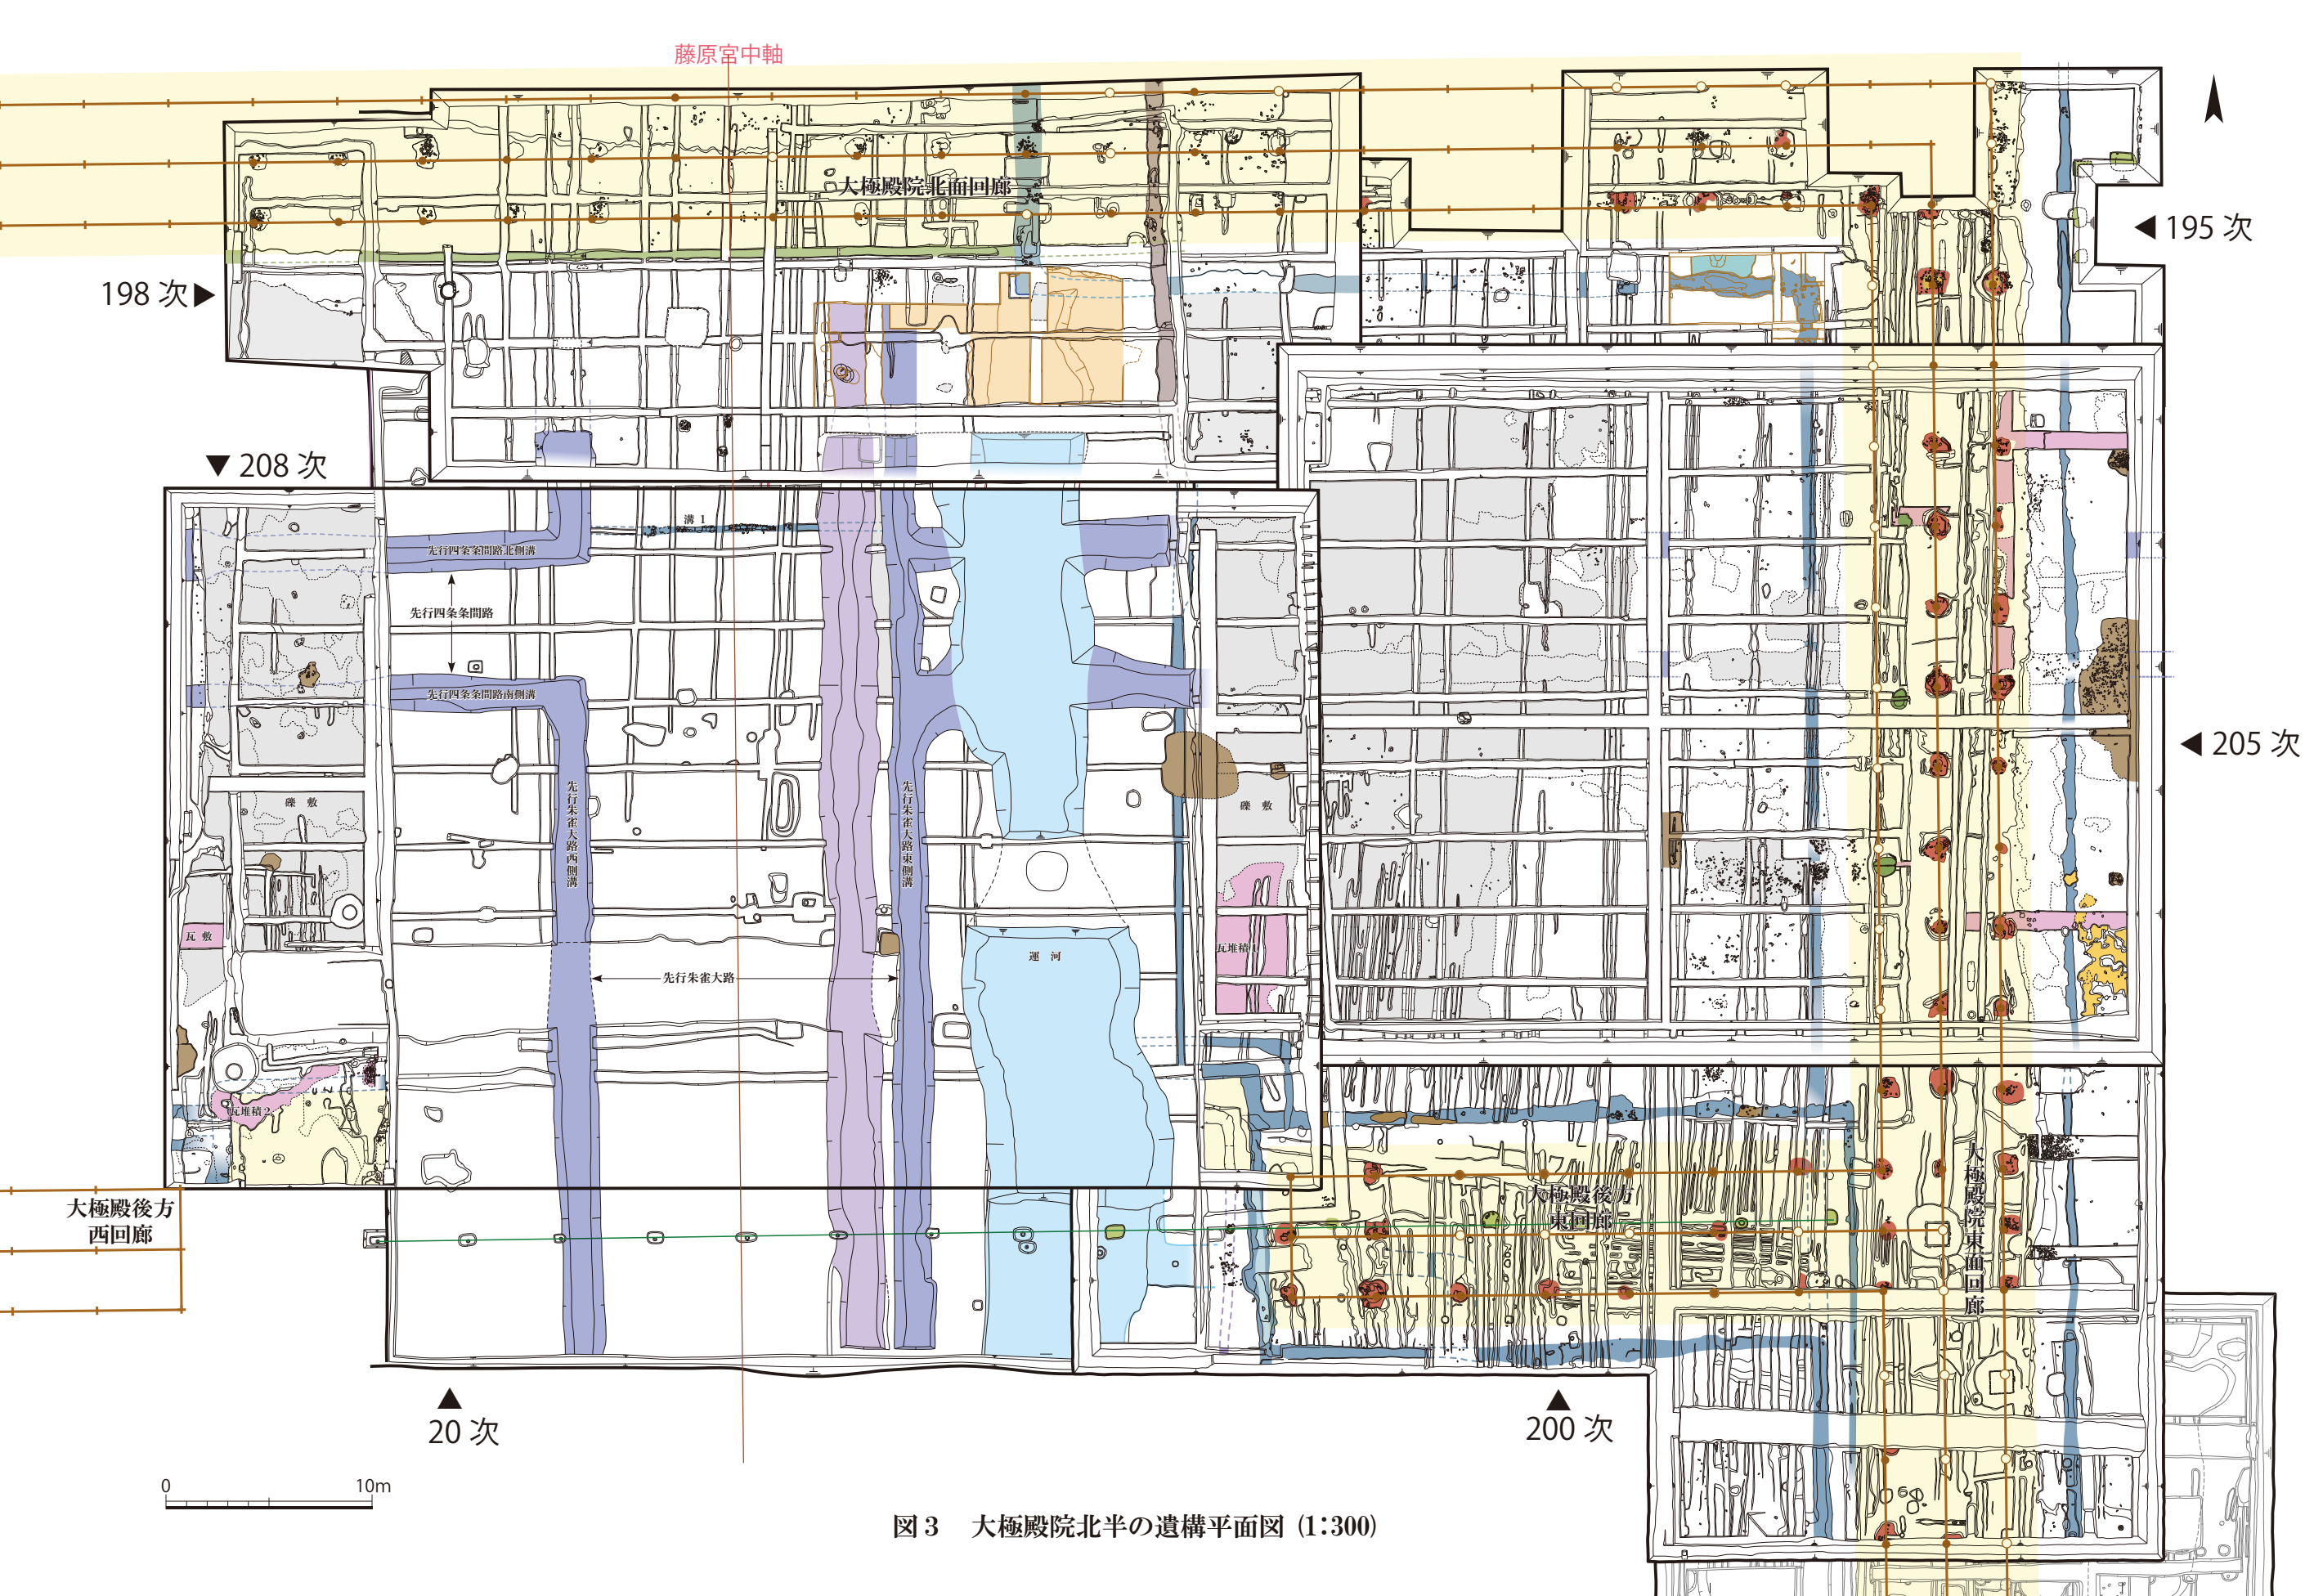 藤原宮中軸
大極殿院北面回廊
195 次
198 次
208 次
溝 1
先行四条条間路北側溝
先行四条条間路
先行四条条間路南側溝
205 次
先行朱雀大路西側溝
先行朱雀大路東側溝
礫 敷
礫 敷
瓦 敷
瓦堆積 1
運 河
先行朱雀大路
瓦堆積 2
大極殿後方
西回廊
大極殿後方
東回廊
大極殿院東面回廊
20 次
200 次
0 10m
図 3 大極殿院北半の遺構平面図 (1:300)